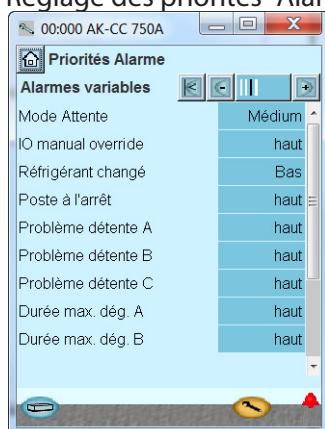 Réglage des priorités "Alar
00:000 AK-CC 750A
Priorités Alarme
Alarmes variables
Mode Attente Médium
IO manual override haut
Réfrigérant changé Bas
Poste à l'arrêt haut
Problème détente A haut
Problème détente B haut
Problème détente C haut
Durée max. dég. A haut
Durée max. dég. B haut